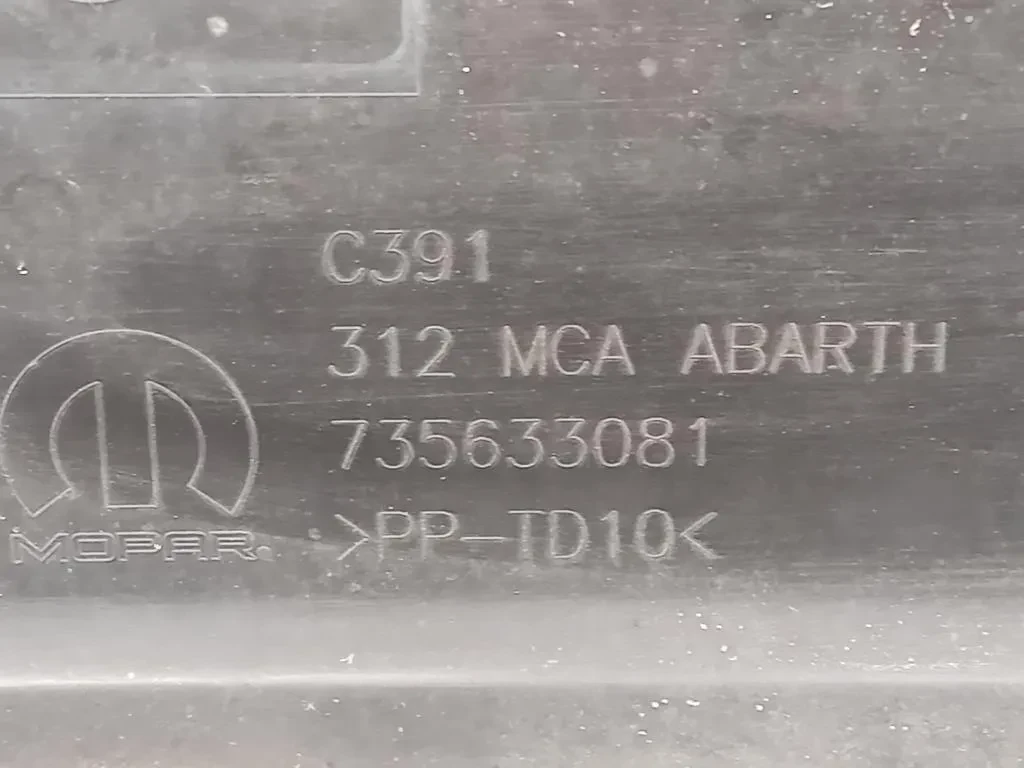 C391
312 MCA ABARTH
735633081
>PP-TD10<
MOPAR.